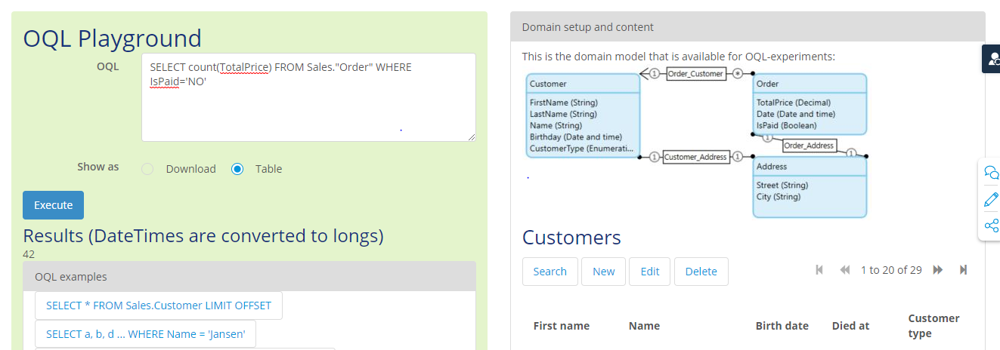 OQL Playground
OQL
SELECT count(TotalPrice) FROM Sales."Order" WHERE
IsPaid='NO'
Show as
Download
Table
Execute
Results (DateTimes are converted to longs)
42
OQL examples
SELECT * FROM Sales.Customer LIMIT OFFSET
SELECT a, b, d ... WHERE Name = 'Jansen'
Domain setup and content
This is the domain model that is available for OQL-experiments:
Customer
FirstName (String)
LastName (String)
Name (String)
Birthday (Date and time)
CustomerType (Enumerati...
1
Order_Customer
*
Order
TotalPrice (Decimal)
Date (Date and time)
IsPaid (Boolean)
1
Order_Address
1
1
Customer_Address
1
Address
Street (String)
City (String)
Customers
Search
New
Edit
Delete
1 to 20 of 29
First name
Name
Birth date
Died at
Customer
type